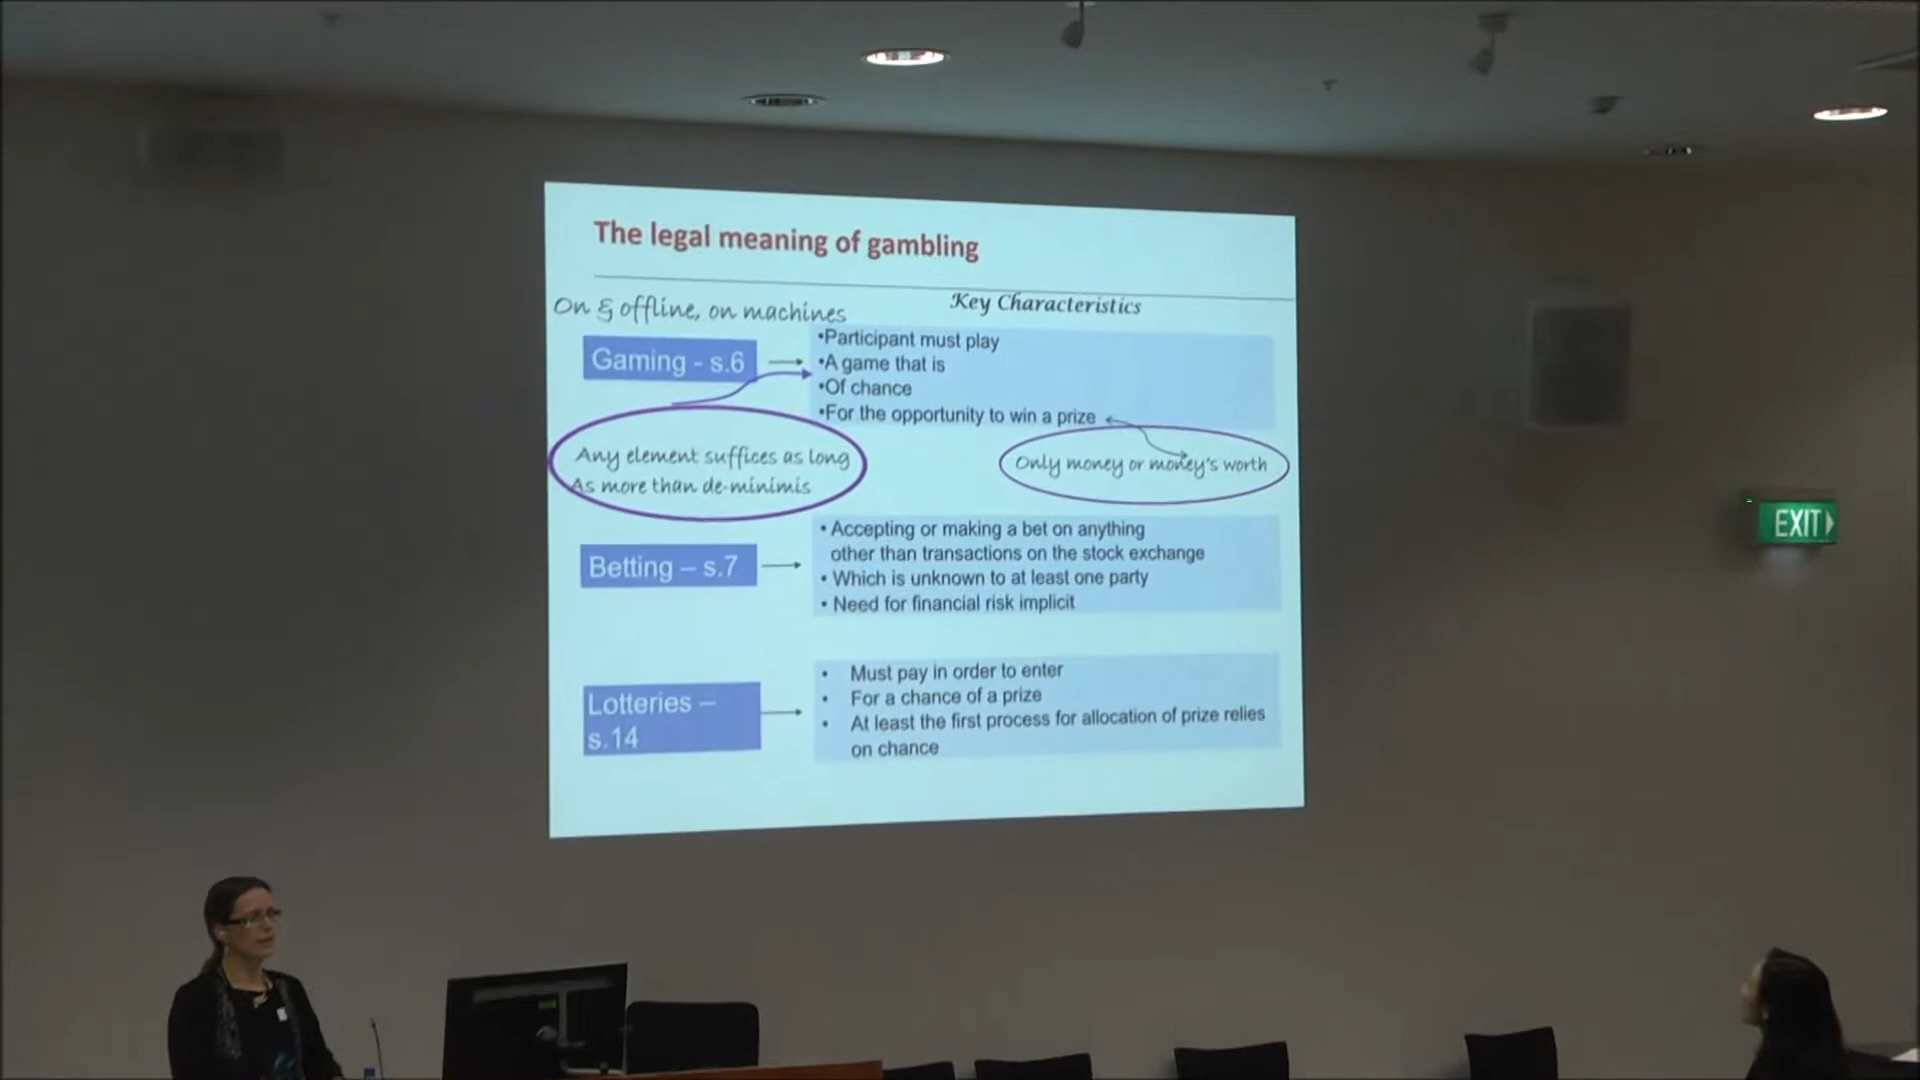 The legal meaning of gambling
On & offline, on machines
Key Characteristics
Gaming - s.6
•Participant must play
•A game that is
•Of chance
•For the opportunity to win a prize
Any element suffices as long
As more than de-minimis
Only money or money's worth
Betting – s.7
• Accepting or making a bet on anything
other than transactions on the stock exchange
• Which is unknown to at least one party
• Need for financial risk implicit
Lotteries –
s.14
• Must pay in order to enter
• For a chance of a prize
• At least the first process for allocation of prize relies
on chance
EXIT